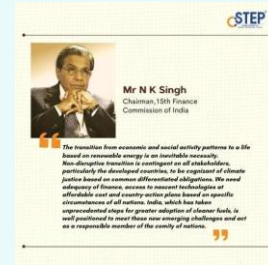 CSTEP
Mr N K Singh
Chairman, 15th Finance
Commission of India
The transition from economic and social activity patterns to a life
based on renewable energy is an inevitable necessity.
Non-disruptive transition is contingent on all stakeholders,
particularly the developed countries, to be cognizant of climate
justice based on common differentiated obligations. We need
adequacy of finance, access to nascent technologies at
affordable cost and country-action plans based on specific
circumstances of all nations. India, which has taken
unprecedented steps for greater adoption of cleaner fuels, is
well positioned to meet these new emerging challenges and act
as a responsible member of the comity of nations.